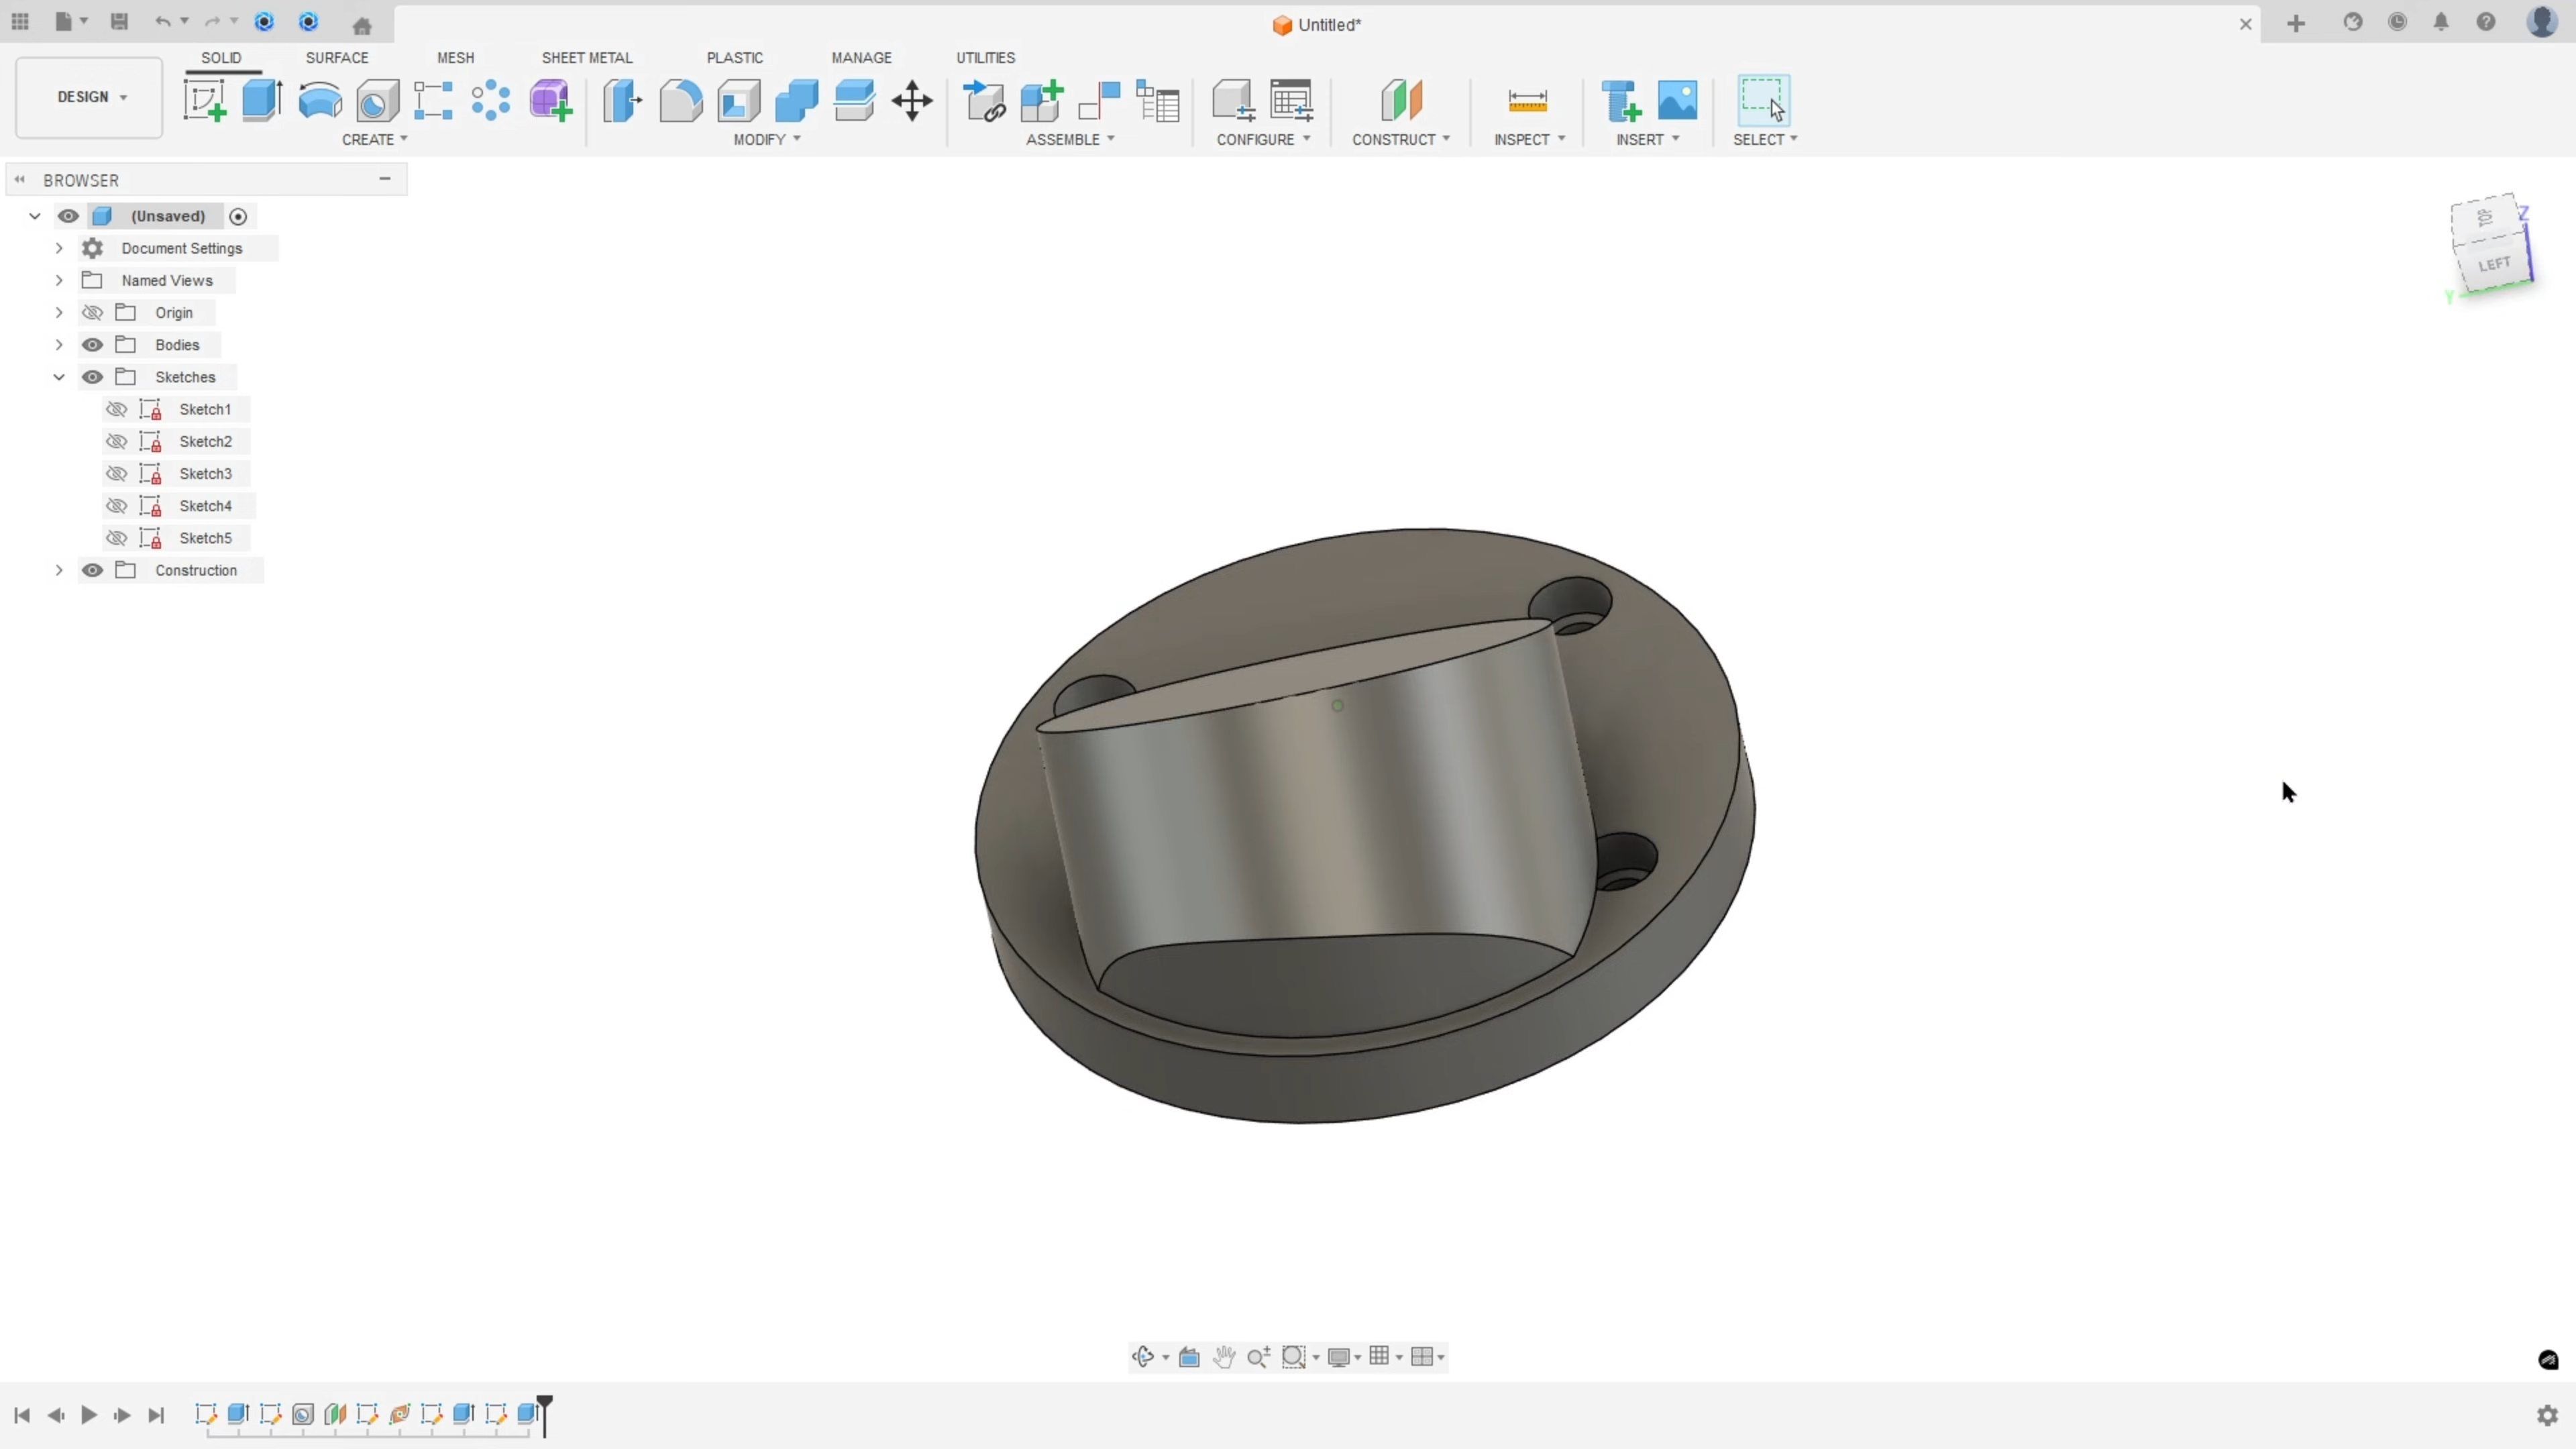 Untitled*
SOLID SURFACE MESH SHEET METAL PLASTIC MANAGE UTILITIES
DESIGN
CREATE MODIFY ASSEMBLE CONFIGURE CONSTRUCT INSPECT INSERT SELECT
BROWSER
(Unsaved)
Document Settings
Named Views
Origin
Bodies
Sketches
Sketch1
Sketch2
Sketch3
Sketch4
Sketch5
Construction
TOP
Z
LEFT
Y